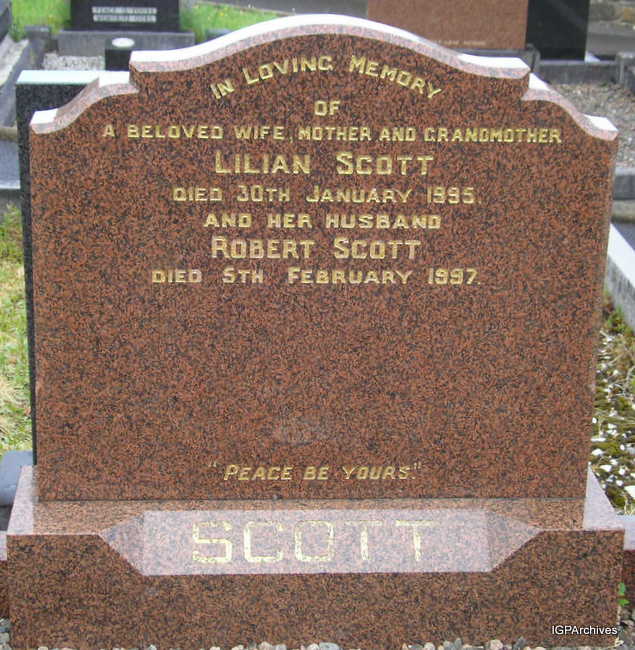 In Loving Memory
of
A beloved wife, mother and grandmother
Lilian Scott
died 30th January 1995.
and her husband
Robert Scott
died 5th February 1997.
"Peace be yours."
SCOTT
IGPArchives